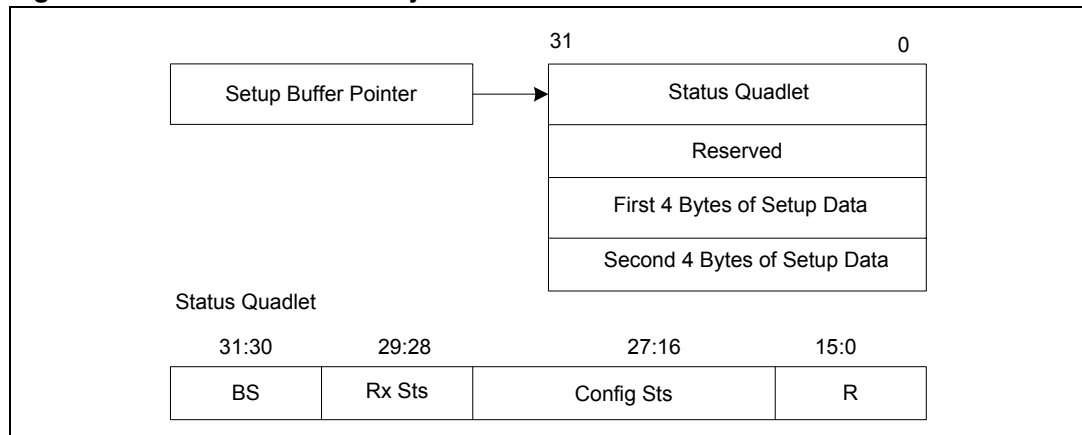 31 0
Setup Buffer Pointer Status Quadlet
Reserved
First 4 Bytes of Setup Data
Second 4 Bytes of Setup Data
Status Quadlet
31:30 29:28 27:16 15:0
BS Rx Sts Config Sts R